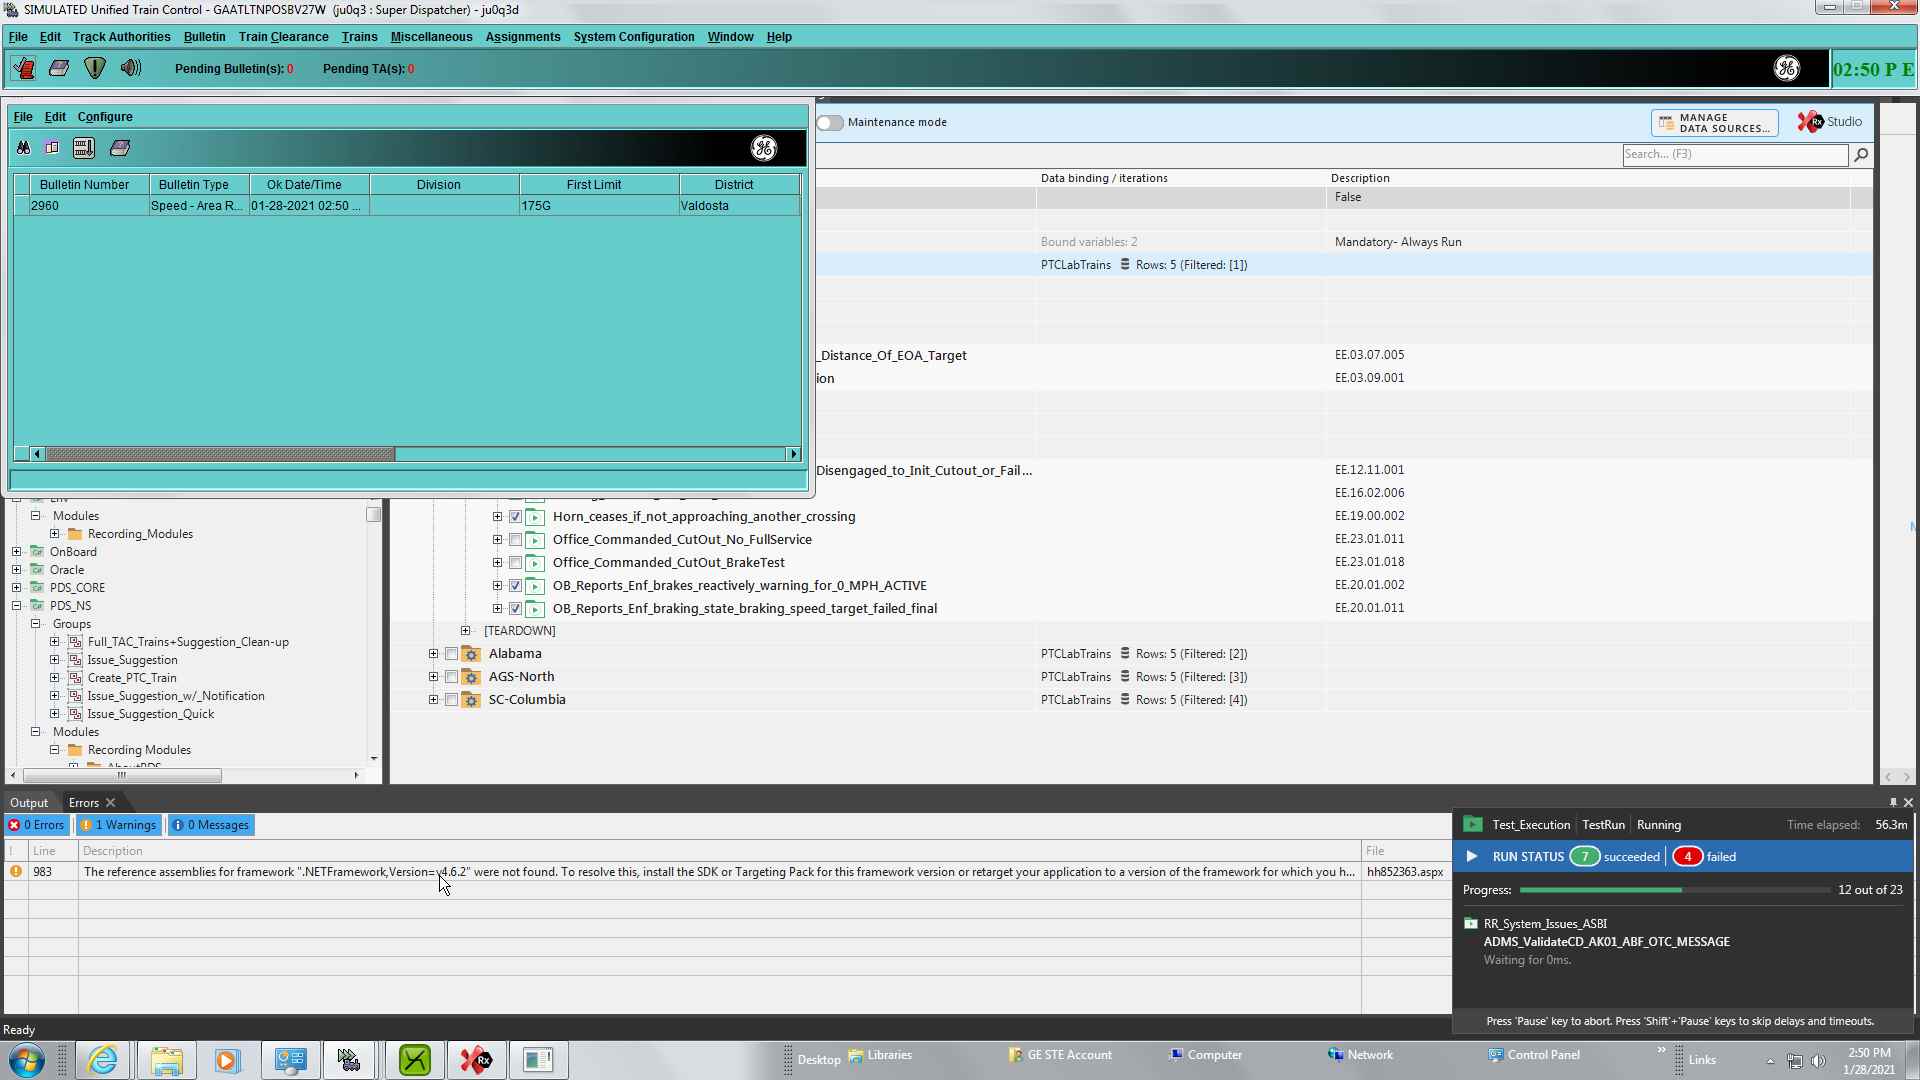 SIMULATED Unified Train Control - GAATLTNPOSBV27W (ju0q3 : Super Dispatcher) - ju0q3d
File Edit Track Authorities Bulletin Train Clearance Trains Miscellaneous Assignments System Configuration Window Help
Pending Bulletin(s): 0 Pending TA(s): 0
02:50 P E
File Edit Configure
Bulletin Number Bulletin Type Ok Date/Time Division First Limit District
2960 Speed - Area R... 01-28-2021 02:50 ... 175G Valdosta
Maintenance mode
MANAGE
DATA SOURCES...
Rx Studio
Search... (F3)
Data binding / iterations Description
False
Bound variables: 2 Mandatory- Always Run
PTCLabTrains Rows: 5 (Filtered: [1])
_Distance_Of_EOA_Target EE.03.07.005
ion EE.03.09.001
Disengaged_to_Init_Cutout_or_Fail... EE.12.11.001
EE.16.02.006
Horn_ceases_if_not_approaching_another_crossing EE.19.00.002
Office_Commanded_CutOut_No_FullService EE.23.01.011
Office_Commanded_CutOut_BrakeTest EE.23.01.018
OB_Reports_Enf_brakes_reactively_warning_for_0_MPH_ACTIVE EE.20.01.002
OB_Reports_Enf_braking_state_braking_speed_target_failed_final EE.20.01.011
[TEARDOWN]
Alabama PTCLabTrains Rows: 5 (Filtered: [2])
AGS-North PTCLabTrains Rows: 5 (Filtered: [3])
SC-Columbia PTCLabTrains Rows: 5 (Filtered: [4])
Modules
Recording_Modules
OnBoard
Oracle
PDS_CORE
PDS_NS
Groups
Full_TAC_Trains+Suggestion_Clean-up
Issue_Suggestion
Create_PTC_Train
Issue_Suggestion_w/_Notification
Issue_Suggestion_Quick
Modules
Recording Modules
Output Errors
0 Errors 1 Warnings 0 Messages
! Line Description File
983 The reference assemblies for framework ".NETFramework,Version=v4.6.2" were not found. To resolve this, install the SDK or Targeting Pack for this framework version or retarget your application to a version of the framework for which you h... hh852363.aspx
Test_Execution TestRun Running Time elapsed: 56.3m
RUN STATUS 7 succeeded 4 failed
Progress: 12 out of 23
RR_System_Issues_ASBI
ADMS_ValidateCD_AK01_ABF_OTC_MESSAGE
Waiting for 0ms.
Press 'Pause' key to abort. Press 'Shift'+'Pause' keys to skip delays and timeouts.
Ready
Desktop Libraries GE STE Account Computer Network Control Panel Links
2:50 PM
1/28/2021